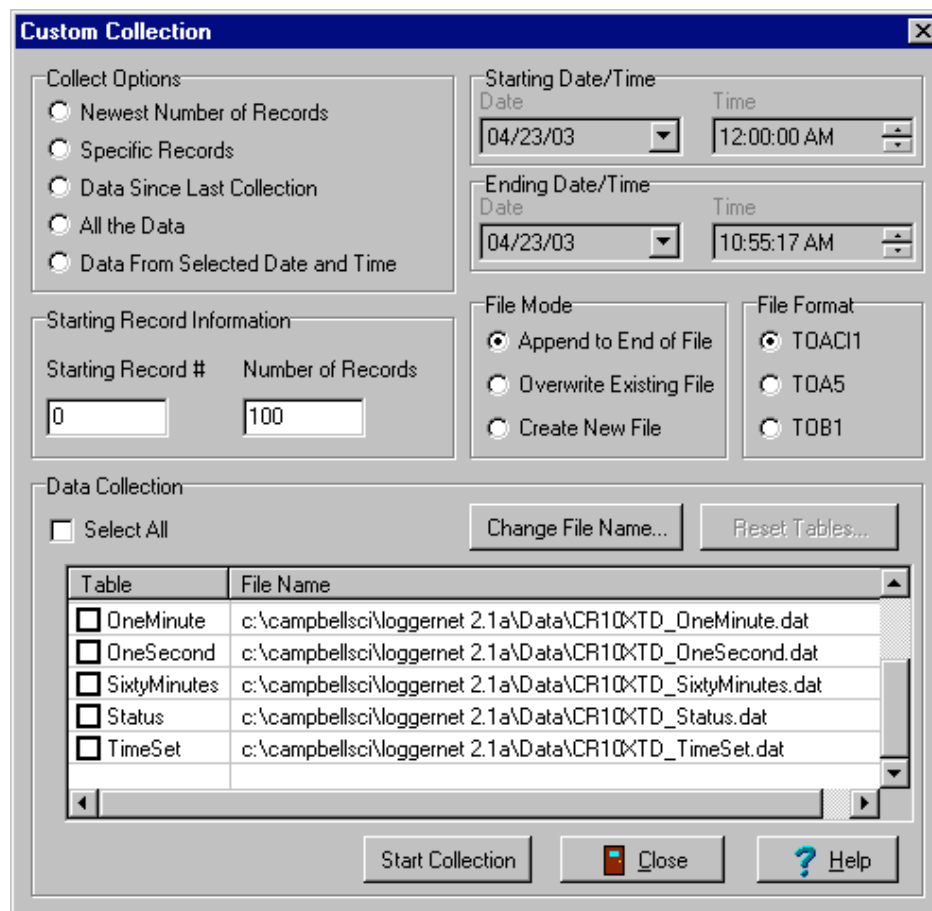 Custom Collection
Collect Options
Newest Number of Records
Specific Records
Data Since Last Collection
All the Data
Data From Selected Date and Time
Starting Date/Time
Date Time
04/23/03 12:00:00 AM
Ending Date/Time
Date Time
04/23/03 10:55:17 AM
Starting Record Information
Starting Record # Number of Records
0 100
File Mode
Append to End of File
Overwrite Existing File
Create New File
File Format
TOACI1
TOA5
TOB1
Data Collection
Select All
Change File Name...
Reset Tables...
Table File Name
OneMinute c:\campbellsci\loggernet 2.1a\Data\CR10XTD_OneMinute.dat
OneSecond c:\campbellsci\loggernet 2.1a\Data\CR10XTD_OneSecond.dat
SixtyMinutes c:\campbellsci\loggernet 2.1a\Data\CR10XTD_SixtyMinutes.dat
Status c:\campbellsci\loggernet 2.1a\Data\CR10XTD_Status.dat
TimeSet c:\campbellsci\loggernet 2.1a\Data\CR10XTD_TimeSet.dat
Start Collection
Close
? Help